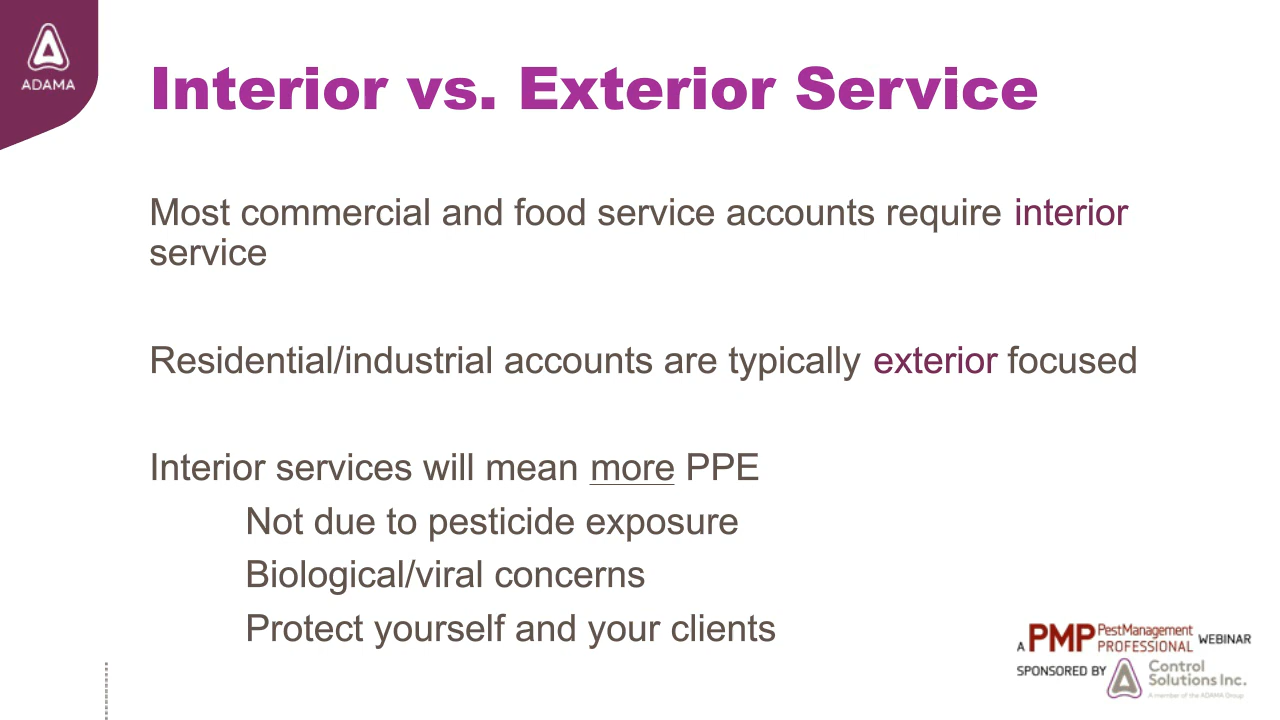 ADAMA
Interior vs. Exterior Service
Most commercial and food service accounts require interior
service
Residential/industrial accounts are typically exterior focused
Interior services will mean more PPE
Not due to pesticide exposure
Biological/viral concerns
Protect yourself and your clients
A PMP PestManagement PROFESSIONAL WEBINAR
SPONSORED BY Control Solutions Inc.
A member of the ADAMA Group